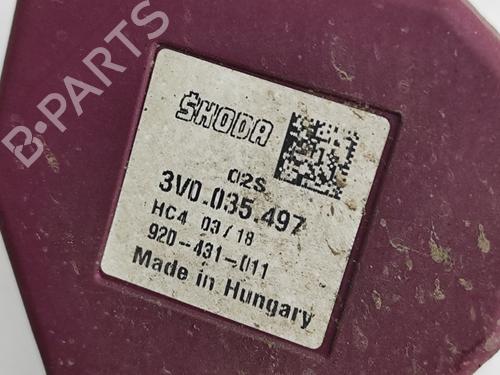 B-PARTS
ŠKODA
02S
3V0.035.497
HC4 03/18
920-431-011
Made in Hungary